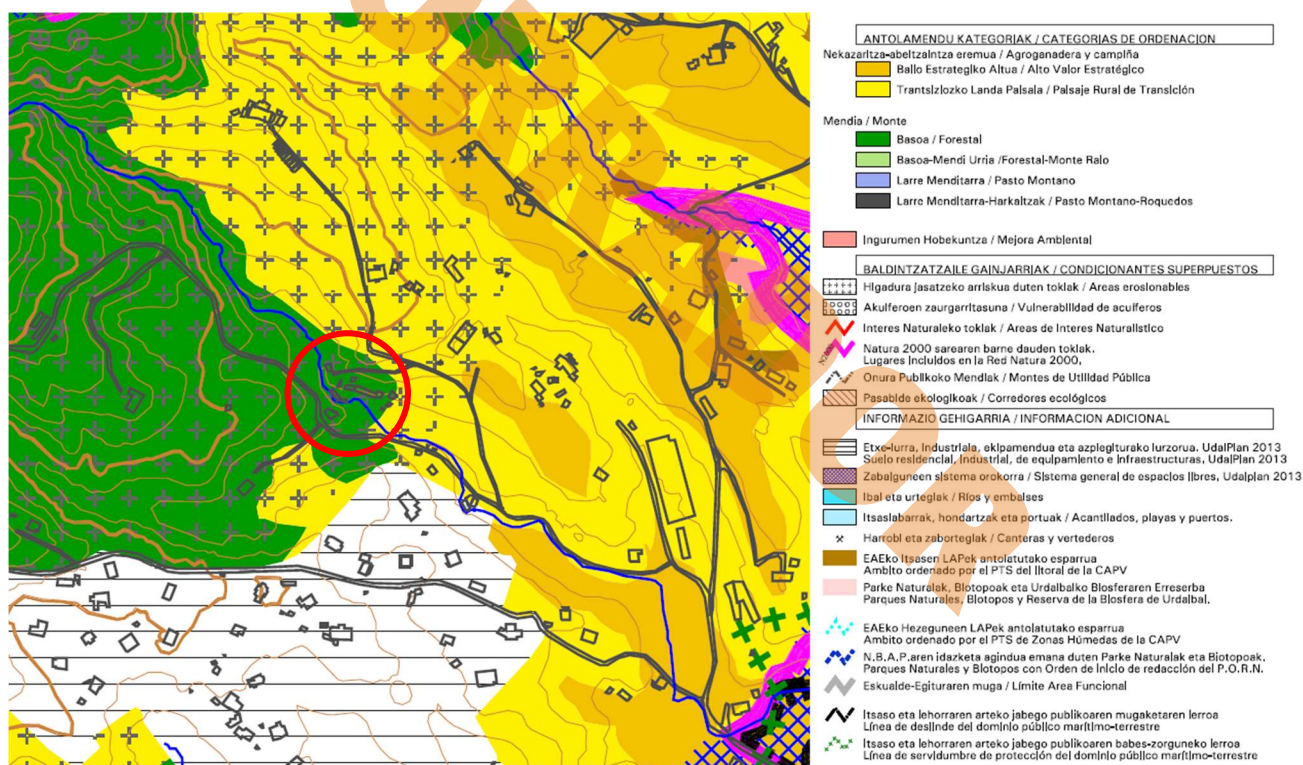 ANTOLAMENDU KATEGORIAK / CATEGORIAS DE ORDENACION
Nekazaritza-abeltzaintza eremua / Agroganadera y campiña
Balio Estrategiko Altua / Alto Valor Estratégico
Trantsiziozko Landa Paisaia / Paisaje Rural de Transición
Mendia / Monte
Basoa / Forestal
Basoa-Mendi Urria /Forestal-Monte Ralo
Larre Menditarra / Pasto Montano
Larre Menditarra-Harkaitzak / Pasto Montano-Roquedos
Ingurumen Hobekuntza / Mejora Ambiental
BALDINTZATZAILE GAINJARRIAK / CONDICIONANTES SUPERPUESTOS
Higadura jasatzeko arriskua duten tokiak / Areas erosionables
Akuiferoen zaurgarritasuna / Vulnerabilidad de acuíferos
Interes Naturaleko tokiak / Areas de Interes Naturalistico
Natura 2000 sarearen barne dauden tokiak.
Lugares Incluidos en la Red Natura 2000,
Onura Publikoko Mendiak / Montes de Utilidad Pública
Pasabide ekologikoak / Corredores ecológicos
INFORMAZIO GEHIGARRIA / INFORMACION ADICIONAL
Etxe-lurra, Industriala, ekipamendua eta azpiegiturako lurzorua. UdalPlan 2013
Suelo residencial, Industrial, de equipamiento e Infraestructuras, UdalPlan 2013
Zabalguneen sistema orokorra / Sistema general de espacios libres, Udalplan 2013
Ibai eta urtegiak / Ríos y embalses
Itsaslabarrak, hondartzak eta portuak / Acantilados, playas y puertos.
Harrobi eta zabortegiak / Canteras y vertederos
EAEko Itsasen LAPek antolatutako esparrua
Ambito ordenado por el PTS del litoral de la CAPV
Parke Naturalak, Biotopoak eta Urdaibaiko Biosferaren Erreserba
Parques Naturales, Biotopos y Reserva de la Biosfera de Urdaibai.
EAEko Hezeguneen LAPek antolatutako esparrua
Ambito ordenado por el PTS de Zonas Húmedas de la CAPV
N.B.A.P.aren idazketa agindua emana duten Parke Naturalak eta Biotopoak.
Parques Naturales y Biotopos con Orden de Inicio de redacción del P.O.R.N.
Eskualde-Egituraren muga / Límite Area Funcional
Itsaso eta lehorraren arteko jabego publikoaren mugaketaren lerroa
Línea de deslinde del dominio público marítimo-terrestre
Itsaso eta lehorraren arteko jabego publikoaren babes-zorguneko lerroa
Línea de servidumbre de protección del dominio público marítimo-terrestre